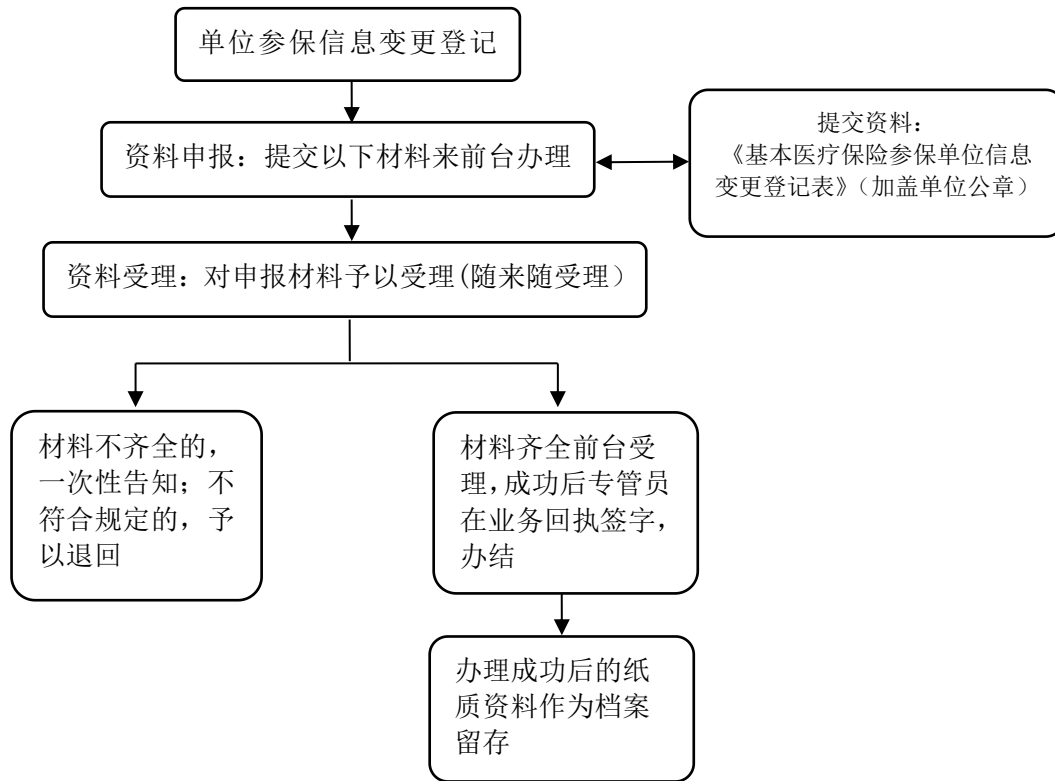 单位参保信息变更登记
资料申报：提交以下材料来前台办理
提交资料：
《基本医疗保险参保单位信息
变更登记表》（加盖单位公章）
资料受理：对申报材料予以受理(随来随受理）
材料不齐全的，
一次性告知；不
符合规定的，予
以退回
材料齐全前台受
理，成功后专管员
在业务回执签字，
办结
办理成功后的纸
质资料作为档案
留存